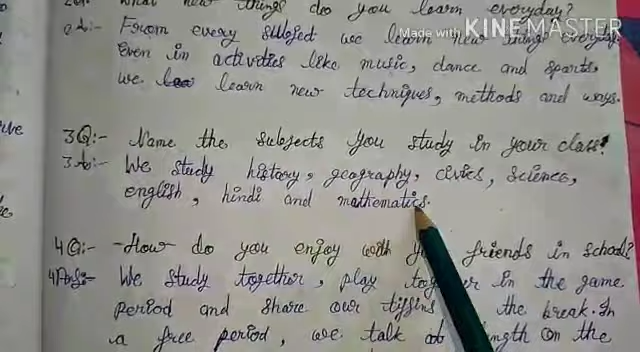 What new things do you learn everyday?
Made with KINEMASTER
2A:- From every subject we learn new things everyday
Even in activities like music, dance and sports
we learn new techniques, methods and ways.
3Q:- Name the subjects you study in your class?
3A:- We study history, geography, civics, science,
english, hindi and mathematics.
4Q:- How do you enjoy with friends in school?
4Ans:- We study together, play in the game
period and share our tiffins the break. In
a free period, we talk at on the